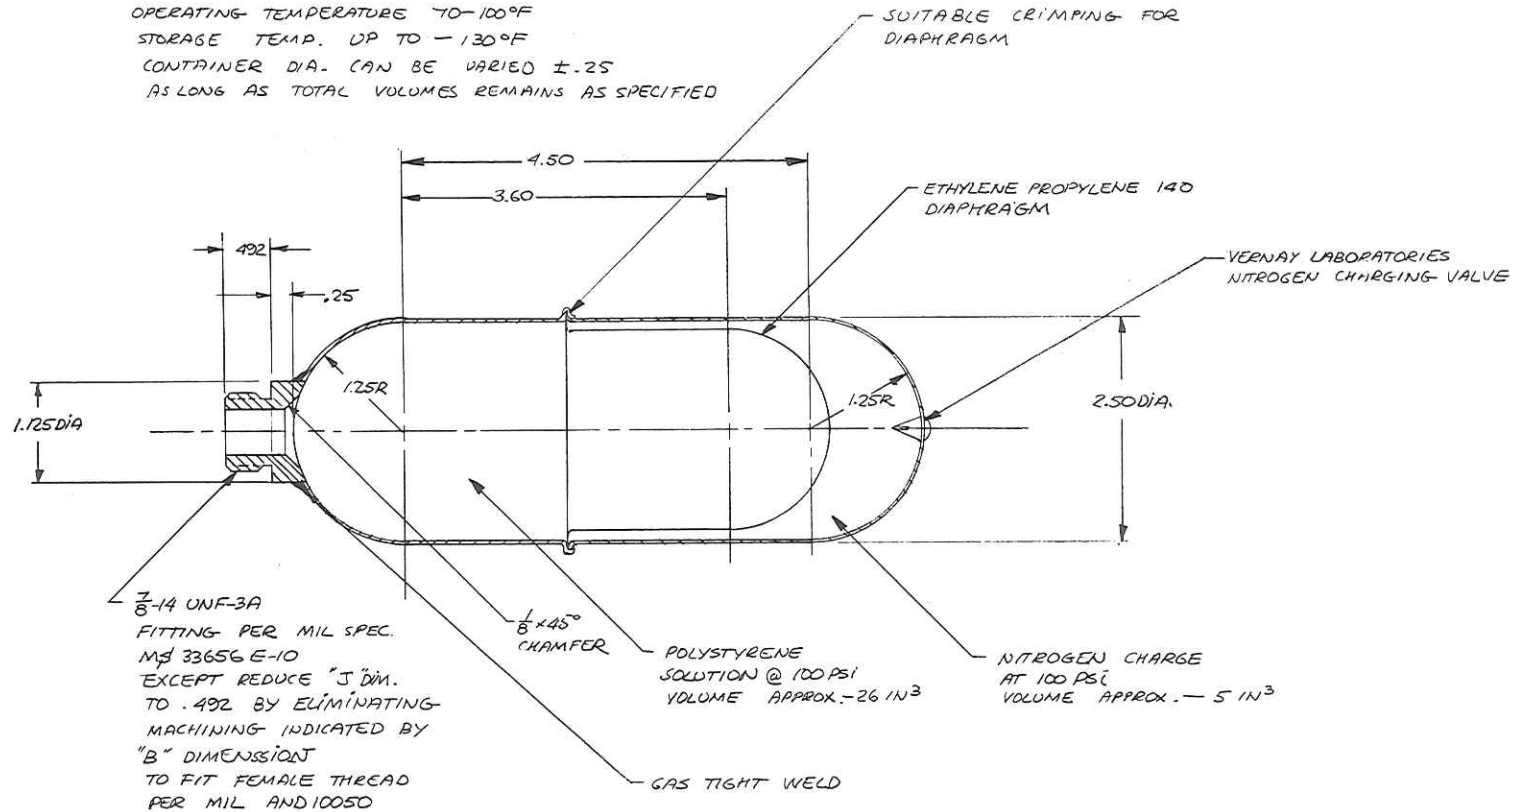 OPERATING TEMPERATURE 70-100°F
STORAGE TEMP. UP TO - 130°F
CONTAINER DIA. CAN BE VARIED ±.25
AS LONG AS TOTAL VOLUMES REMAINS AS SPECIFIED
SUITABLE CRIMPING FOR
DIAPHRAGM
4.50
3.60
ETHYLENE PROPYLENE 140
DIAPHRAGM
.492
.25
VERNAY LABORATORIES
NITROGEN CHARGING VALVE
1.25R
1.25R
2.50 DIA.
1.125 DIA
7/8-14 UNF-3A
FITTING PER MIL SPEC.
MS 33656 E-10
EXCEPT REDUCE "J" DIM.
TO .492 BY ELIMINATING
MACHINING INDICATED BY
"B" DIMENSSION
TO FIT FEMALE THREAD
PER MIL AND10050
1/8 x 45°
CHAMFER
POLYSTYRENE
SOLUTION @ 100 PSI
VOLUME APPROX.-26 IN³
NITROGEN CHARGE
AT 100 PSI
VOLUME APPROX. - 5 IN³
GAS TIGHT WELD